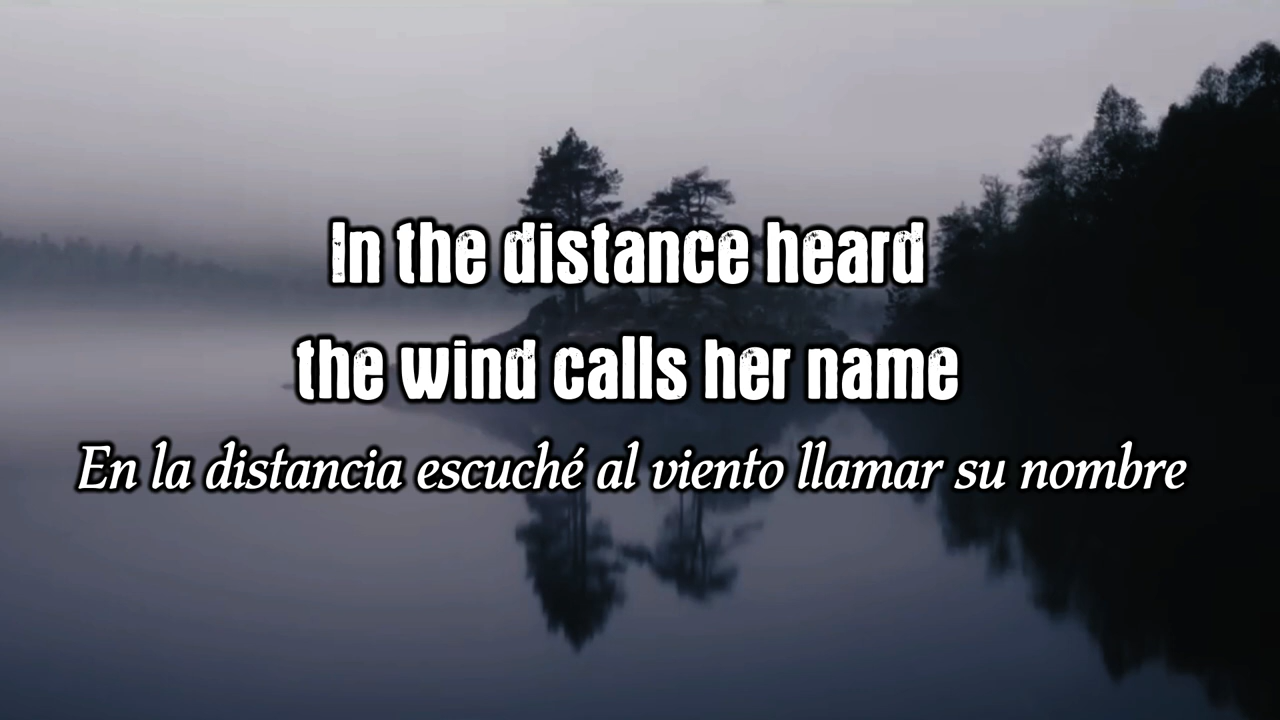 In the distance heard
the wind calls her name
En la distancia escuché al viento llamar su nombre